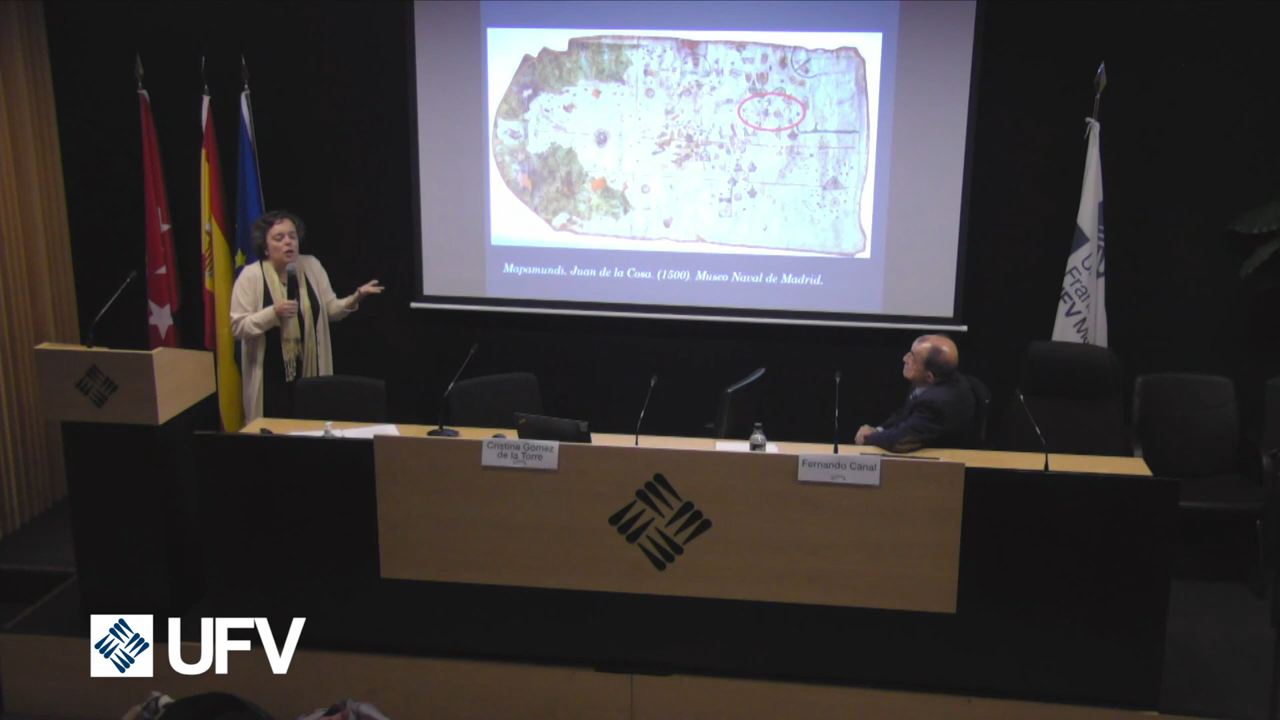 Mapamundi, Juan de la Cosa. (1500). Museo Naval de Madrid.
Cristina Gómez
de la Torre
Fernando Canal
UFV